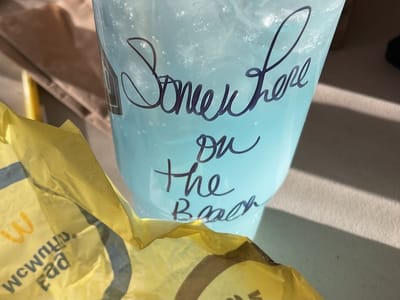 Somewhere
on
the
Beach
Egg
McMuffin